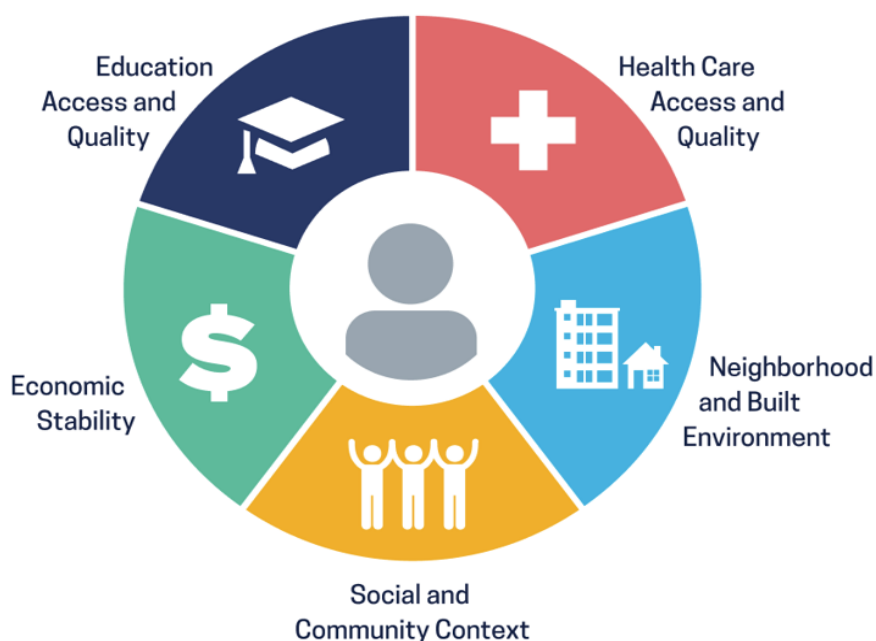 Education
Access and
Quality
Health Care
Access and
Quality
Economic
Stability
$
Neighborhood
and Built
Environment
Social and
Community Context